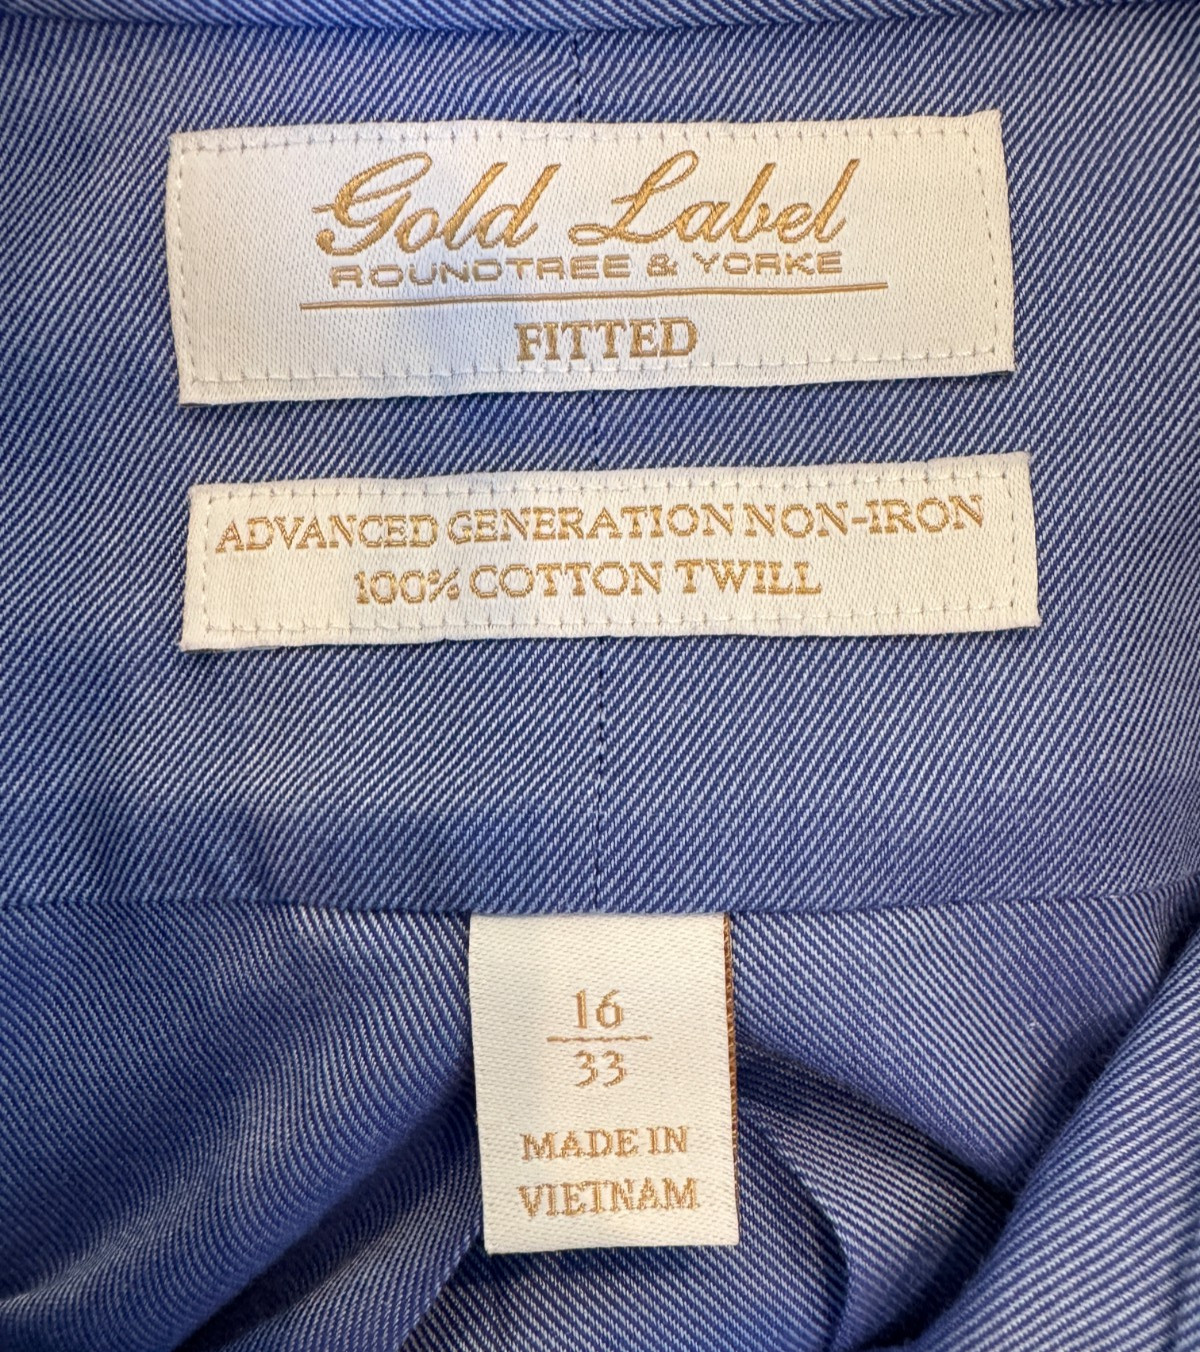 Gold Label
ROUNDTREE & YORKE
FITTED
ADVANCED GENERATION NON-IRON
100% COTTON TWILL
16
33
MADE IN
VIETNAM